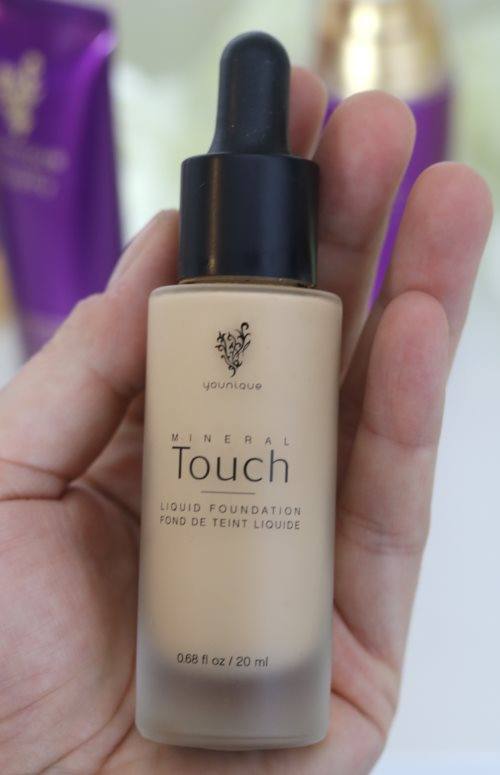 younique
MINERAL
Touch
LIQUID FOUNDATION
FOND DE TEINT LIQUIDE
0.68 fl oz / 20 ml